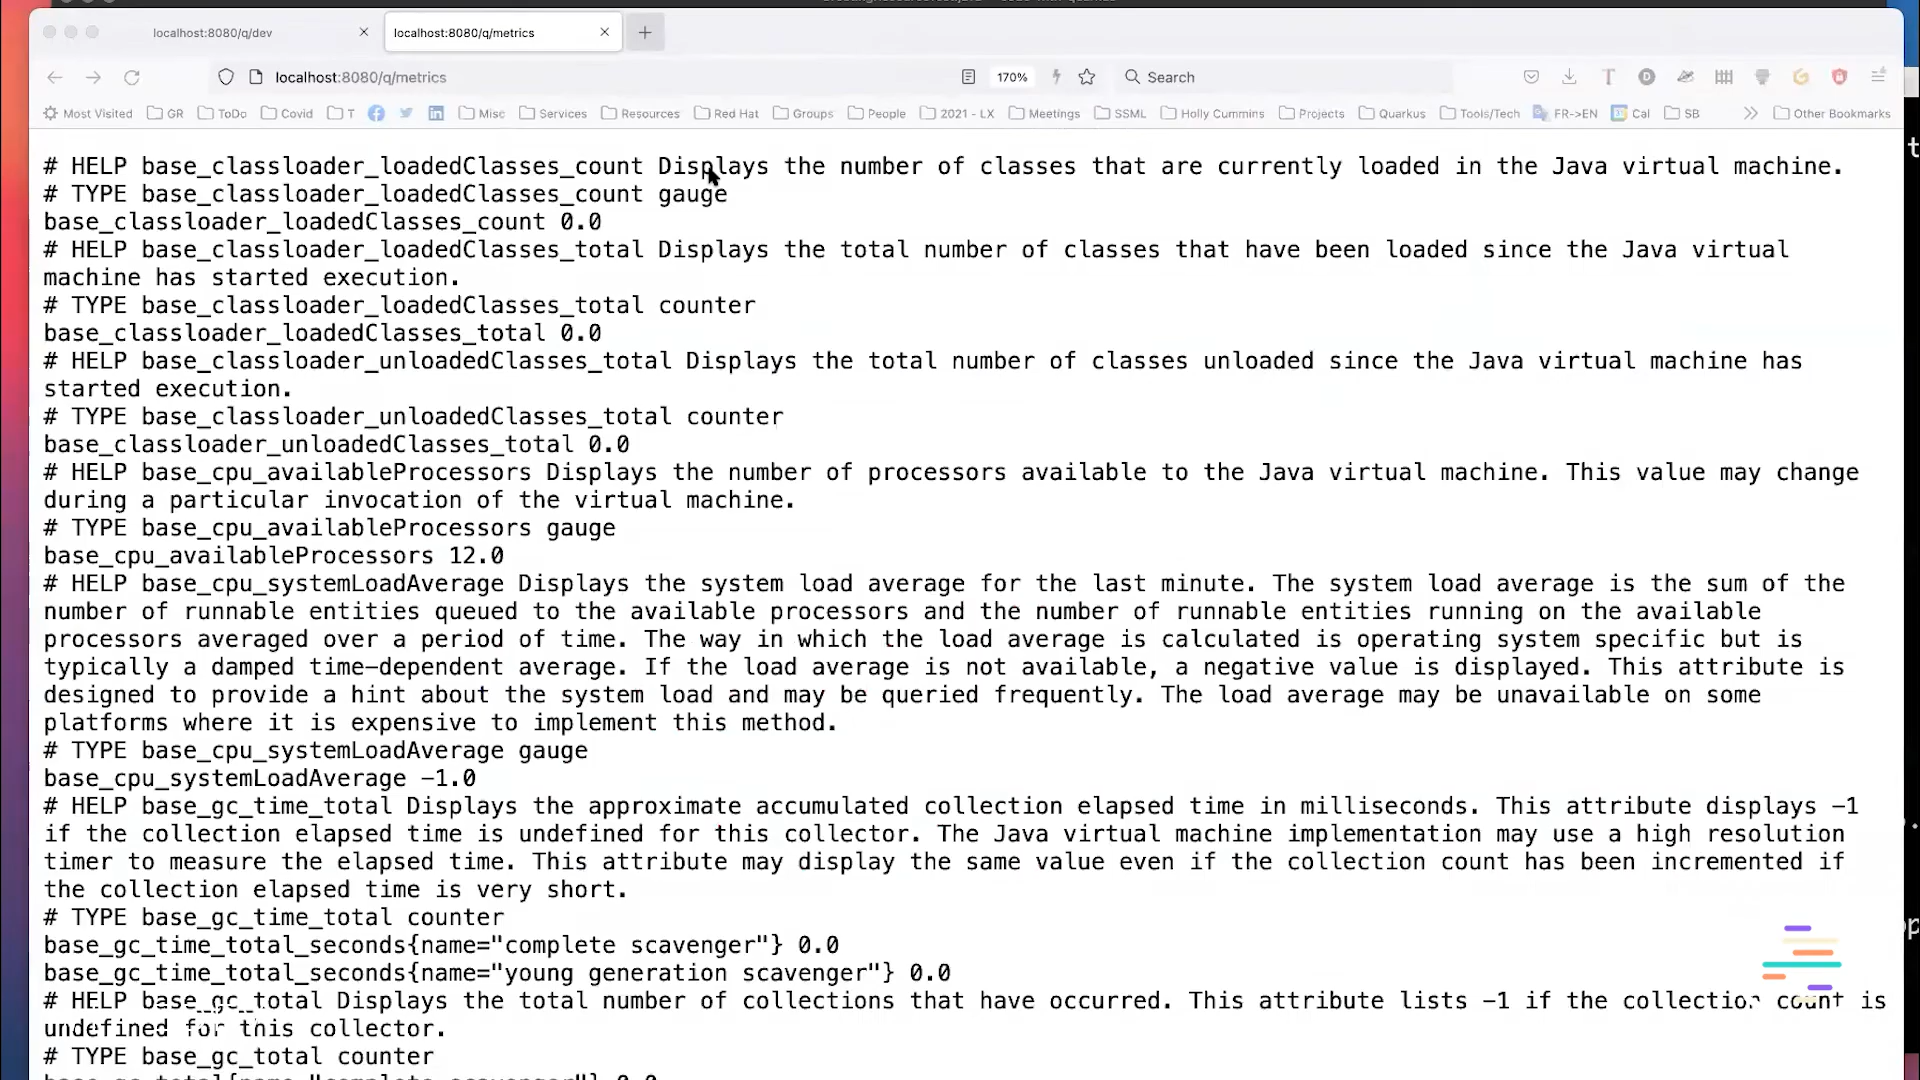 localhost:8080/q/dev
localhost:8080/q/metrics
localhost:8080/q/metrics
170%
Search
Most Visited GR ToDo Covid T Misc Services Resources Red Hat Groups People 2021 - LX Meetings SSML Holly Cummins Projects Quarkus Tools/Tech FR->EN Cal SB Other Bookmarks
# HELP base_classloader_loadedClasses_count Displays the number of classes that are currently loaded in the Java virtual machine.
# TYPE base_classloader_loadedClasses_count gauge
base_classloader_loadedClasses_count 0.0
# HELP base_classloader_loadedClasses_total Displays the total number of classes that have been loaded since the Java virtual
machine has started execution.
# TYPE base_classloader_loadedClasses_total counter
base_classloader_loadedClasses_total 0.0
# HELP base_classloader_unloadedClasses_total Displays the total number of classes unloaded since the Java virtual machine has
started execution.
# TYPE base_classloader_unloadedClasses_total counter
base_classloader_unloadedClasses_total 0.0
# HELP base_cpu_availableProcessors Displays the number of processors available to the Java virtual machine. This value may change
during a particular invocation of the virtual machine.
# TYPE base_cpu_availableProcessors gauge
base_cpu_availableProcessors 12.0
# HELP base_cpu_systemLoadAverage Displays the system load average for the last minute. The system load average is the sum of the
number of runnable entities queued to the available processors and the number of runnable entities running on the available
processors averaged over a period of time. The way in which the load average is calculated is operating system specific but is
typically a damped time-dependent average. If the load average is not available, a negative value is displayed. This attribute is
designed to provide a hint about the system load and may be queried frequently. The load average may be unavailable on some
platforms where it is expensive to implement this method.
# TYPE base_cpu_systemLoadAverage gauge
base_cpu_systemLoadAverage -1.0
# HELP base_gc_time_total Displays the approximate accumulated collection elapsed time in milliseconds. This attribute displays -1
if the collection elapsed time is undefined for this collector. The Java virtual machine implementation may use a high resolution
timer to measure the elapsed time. This attribute may display the same value even if the collection count has been incremented if
the collection elapsed time is very short.
# TYPE base_gc_time_total counter
base_gc_time_total_seconds{name="complete scavenger"} 0.0
base_gc_time_total_seconds{name="young generation scavenger"} 0.0
# HELP base_gc_total Displays the total number of collections that have occurred. This attribute lists -1 if the collection count is
undefined for this collector.
# TYPE base_gc_total counter